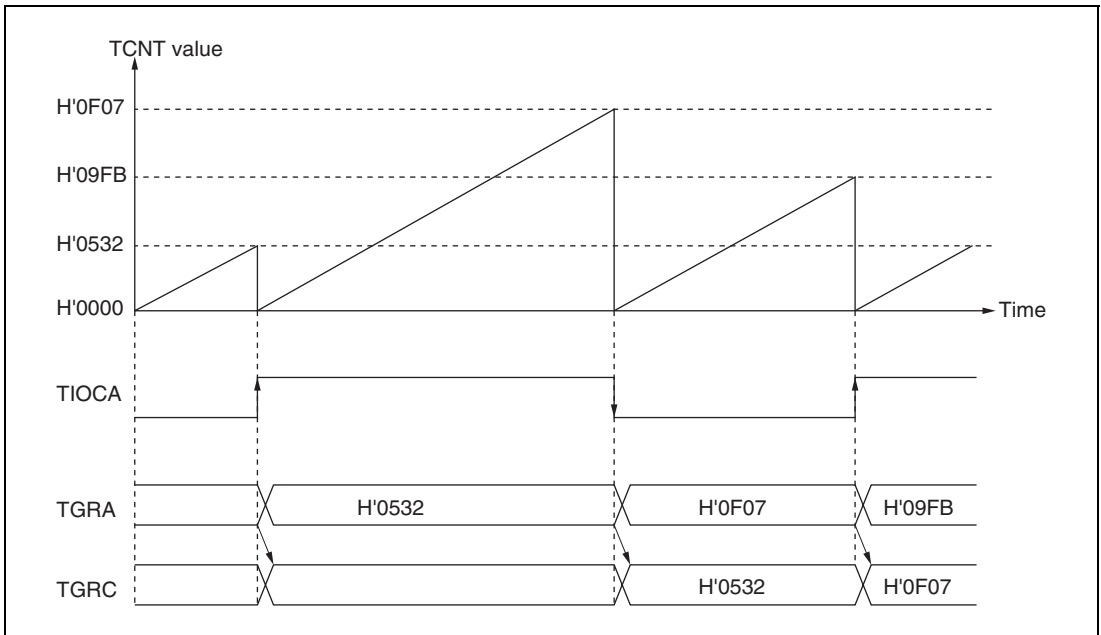 TCNT value
H'0F07
H'09FB
H'0532
H'0000
Time
TIOCA
TGRA H'0532 H'0F07 H'09FB
TGRC H'0532 H'0F07